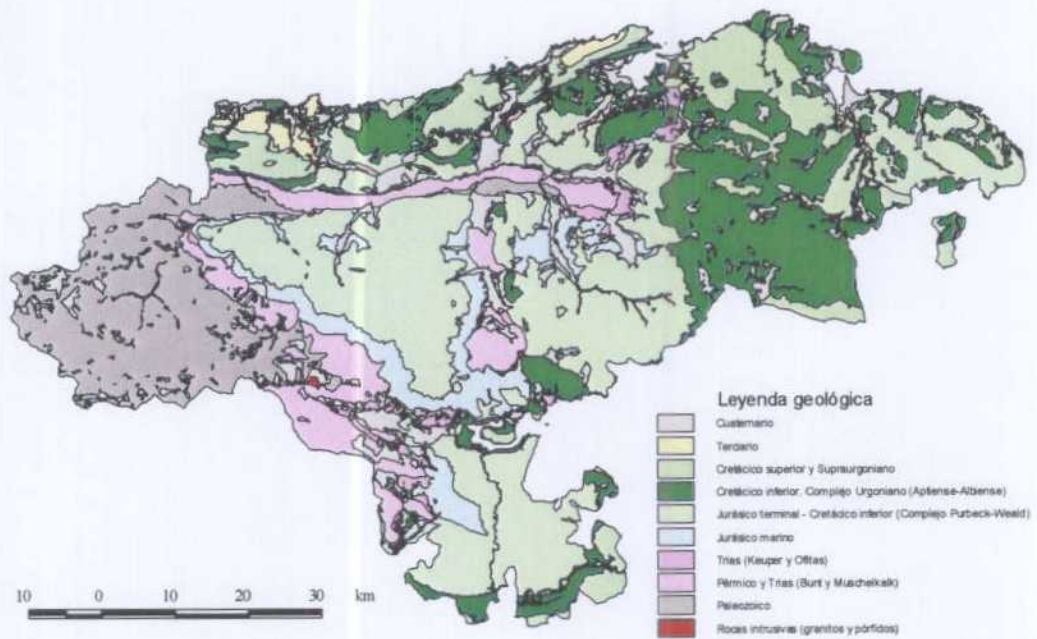 Leyenda geológica
Cuaternario
Terciario
Cretácico superior y Supraurgoniano
Cretácico inferior. Complejo Urgoniano (Aptiense-Albiense)
Jurásico terminal - Cretácico inferior (Complejo Purbeck-Weald)
Jurásico marino
Trias (Keuper y Ofitas)
Pérmico y Trias (Bunt y Muschelkalk)
Paleozoico
Rocas intrusivas (granitos y pórfidos)
10 0 10 20 30 km